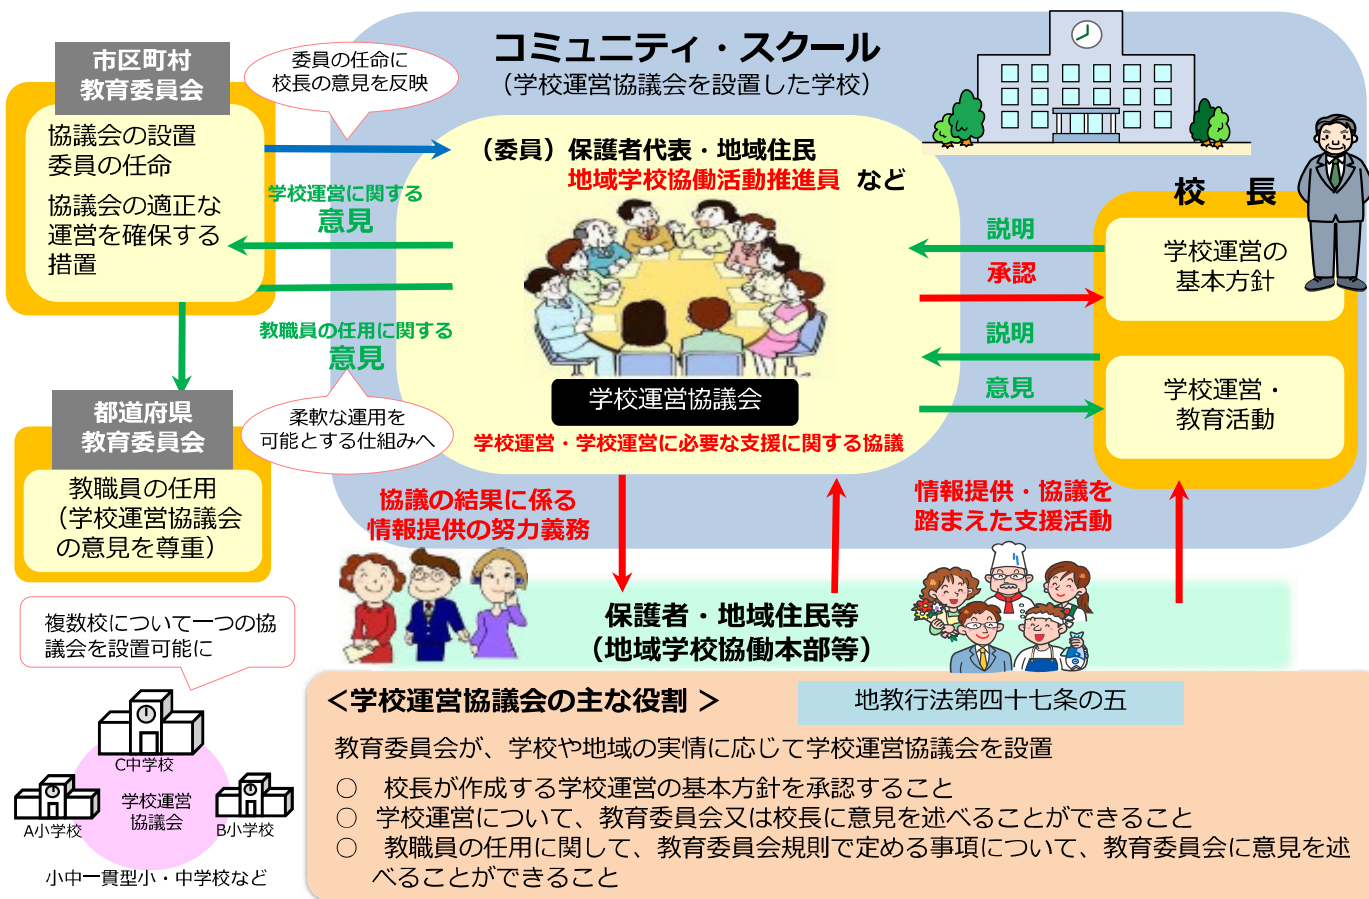 コミュニティ・スクール
（学校運営協議会を設置した学校）
市区町村
教育委員会
協議会の設置
委員の任命
協議会の適正な
運営を確保する
措置
委員の任命に
校長の意見を反映
学校運営に関する
意見
教職員の任用に関する
意見
柔軟な運用を
可能とする仕組みへ
都道府県
教育委員会
教職員の任用
（学校運営協議会
の意見を尊重）
（委員）保護者代表・地域住民
地域学校協働活動推進員 など
学校運営協議会
学校運営・学校運営に必要な支援に関する協議
校 長
説明
承認
説明
意見
学校運営の
基本方針
学校運営・
教育活動
協議の結果に係る
情報提供の努力義務
情報提供・協議を
踏まえた支援活動
保護者・地域住民等
（地域学校協働本部等）
複数校について一つの協
議会を設置可能に
C中学校
学校運営
協議会
A小学校
B小学校
小中一貫型小・中学校など
＜学校運営協議会の主な役割 ＞
地教行法第四十七条の五
教育委員会が、学校や地域の実情に応じて学校運営協議会を設置
○ 校長が作成する学校運営の基本方針を承認すること
○ 学校運営について、教育委員会又は校長に意見を述べることができること
○ 教職員の任用に関して、教育委員会規則で定める事項について、教育委員会に意見を述
べることができること